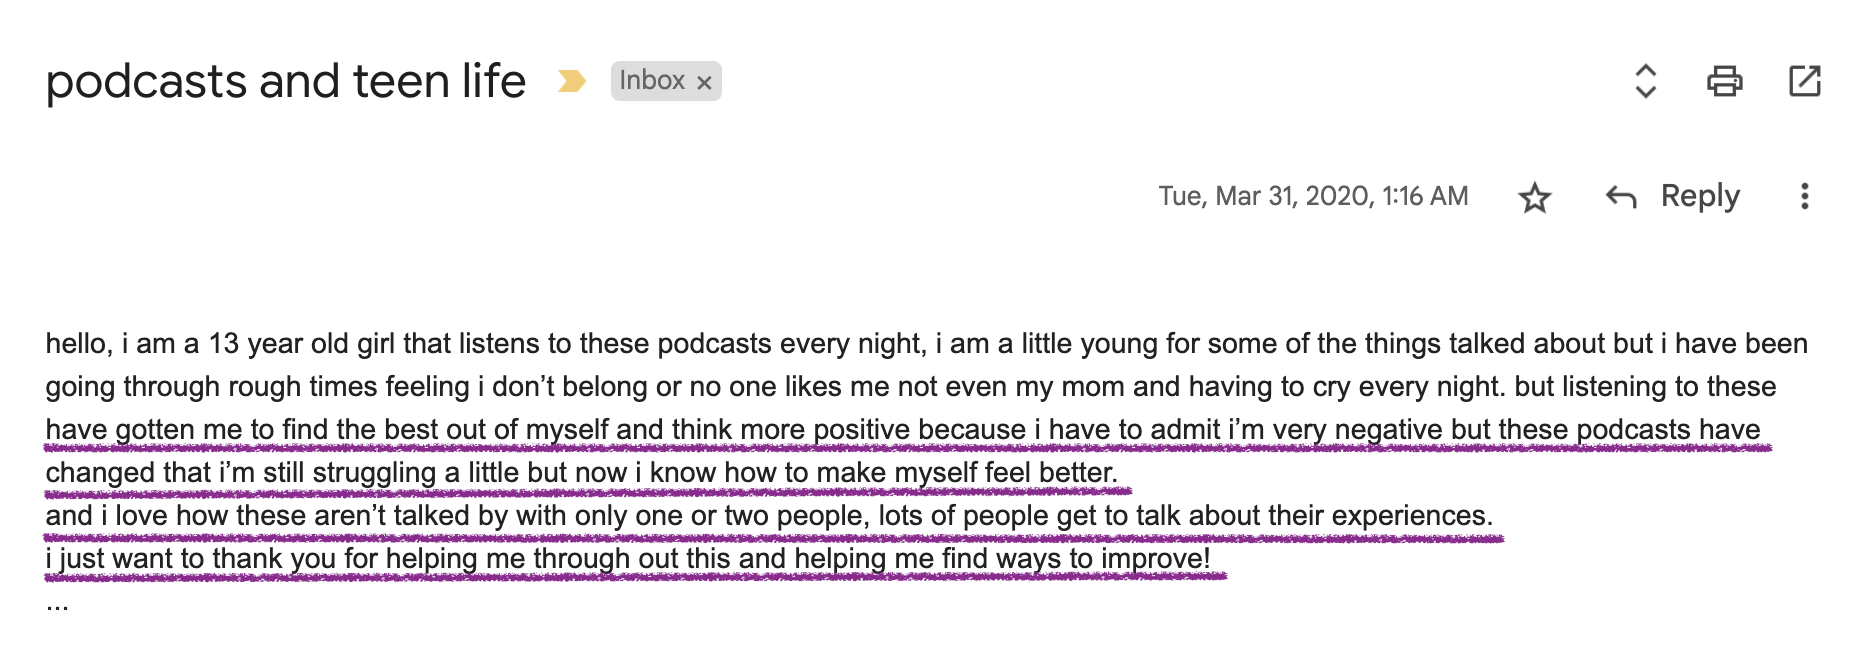 podcasts and teen life Inbox ×
Tue, Mar 31, 2020, 1:16 AM Reply
hello, i am a 13 year old girl that listens to these podcasts every night, i am a little young for some of the things talked about but i have been
going through rough times feeling i don’t belong or no one likes me not even my mom and having to cry every night. but listening to these
have gotten me to find the best out of myself and think more positive because i have to admit i’m very negative but these podcasts have
changed that i’m still struggling a little but now i know how to make myself feel better.
and i love how these aren’t talked by with only one or two people, lots of people get to talk about their experiences.
i just want to thank you for helping me through out this and helping me find ways to improve!
...